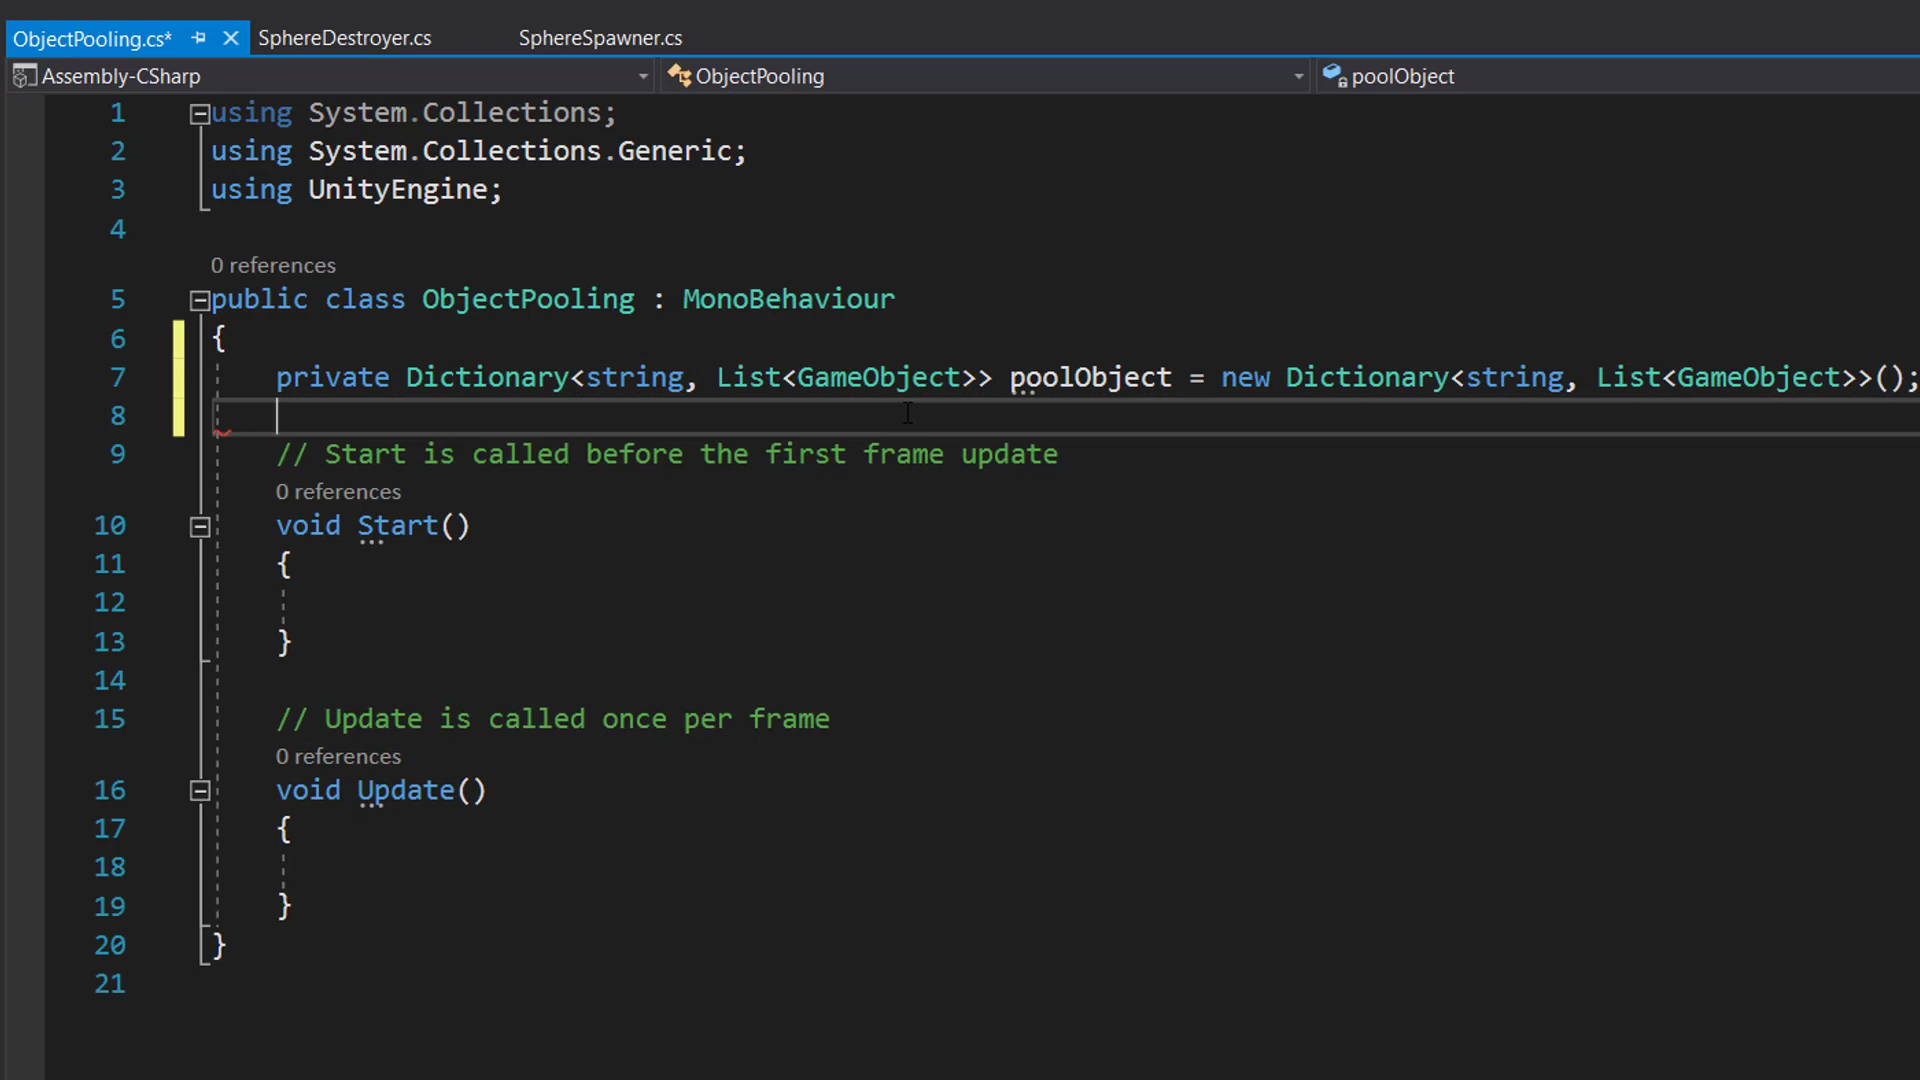 ObjectPooling.cs* SphereDestroyer.cs SphereSpawner.cs
Assembly-CSharp ObjectPooling poolObject
1 using System.Collections;
2 using System.Collections.Generic;
3 using UnityEngine;
4
0 references
5 public class ObjectPooling : MonoBehaviour
6 {
7 private Dictionary<string, List<GameObject>> poolObject = new Dictionary<string, List<GameObject>>();
8
9 // Start is called before the first frame update
0 references
10 void Start()
11 {
12
13 }
14
15 // Update is called once per frame
0 references
16 void Update()
17 {
18
19 }
20 }
21